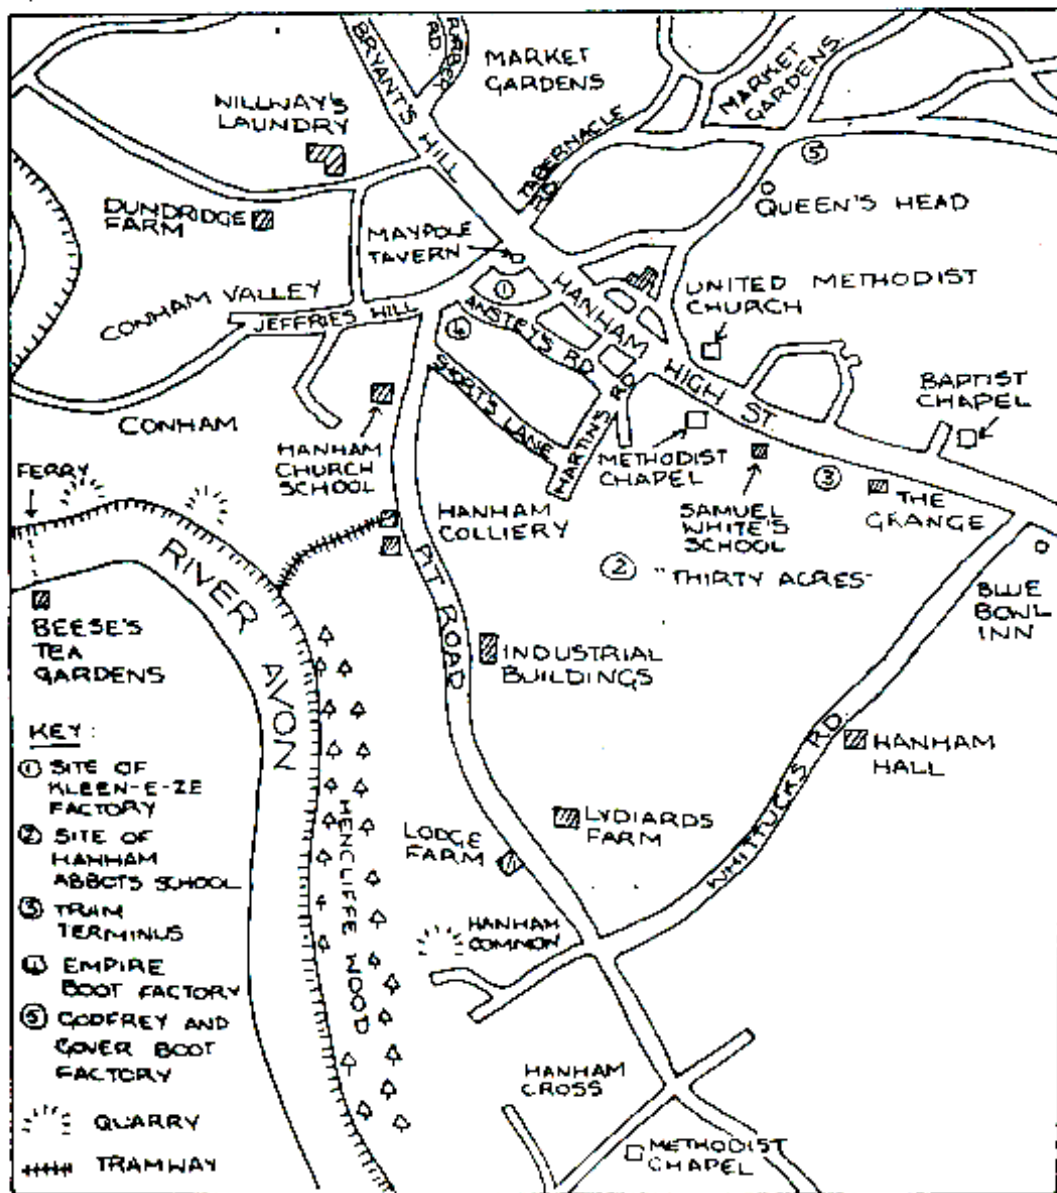 BRYANT'S HILL
FURBER RD
MARKET
GARDENS
MARKET
GARDENS
NILLWAY'S
LAUNDRY
TABERNACLE
RD
5
DUNDRIDGE
FARM
MAYPOLE
TAVERN
QUEEN'S HEAD
CONHAM VALLEY
JEFFRIES HILL
1
4
HANHAM HIGH ST
ANSTEYS RD
UNITED METHODIST
CHURCH
SHORTS LANE
MARTINS RD
BAPTIST
CHAPEL
CONHAM
HANHAM
CHURCH
SCHOOL
METHODIST
CHAPEL
3
FERRY
HANHAM
COLLIERY
SAMUEL
WHITE'S
SCHOOL
THE
GRANGE
2 "THIRTY ACRES"
RIVER AVON
PIT ROAD
BLUE
BOWL
INN
BEESE'S
TEA
GARDENS
INDUSTRIAL
BUILDINGS
HANHAM
HALL
WHITTUCKS RD
LYDIARDS
FARM
LODGE
FARM
HENCLIFFE WOOD
HANHAM
COMMON
HANHAM
CROSS
METHODIST
CHAPEL
KEY:
1 SITE OF
KLEEN-E-ZE
FACTORY
2 SITE OF
HANHAM
ABBOTS SCHOOL
3 TRAM
TERMINUS
4 EMPIRE
BOOT FACTORY
5 GODFREY AND
GOVER BOOT
FACTORY
QUARRY
TRAMWAY